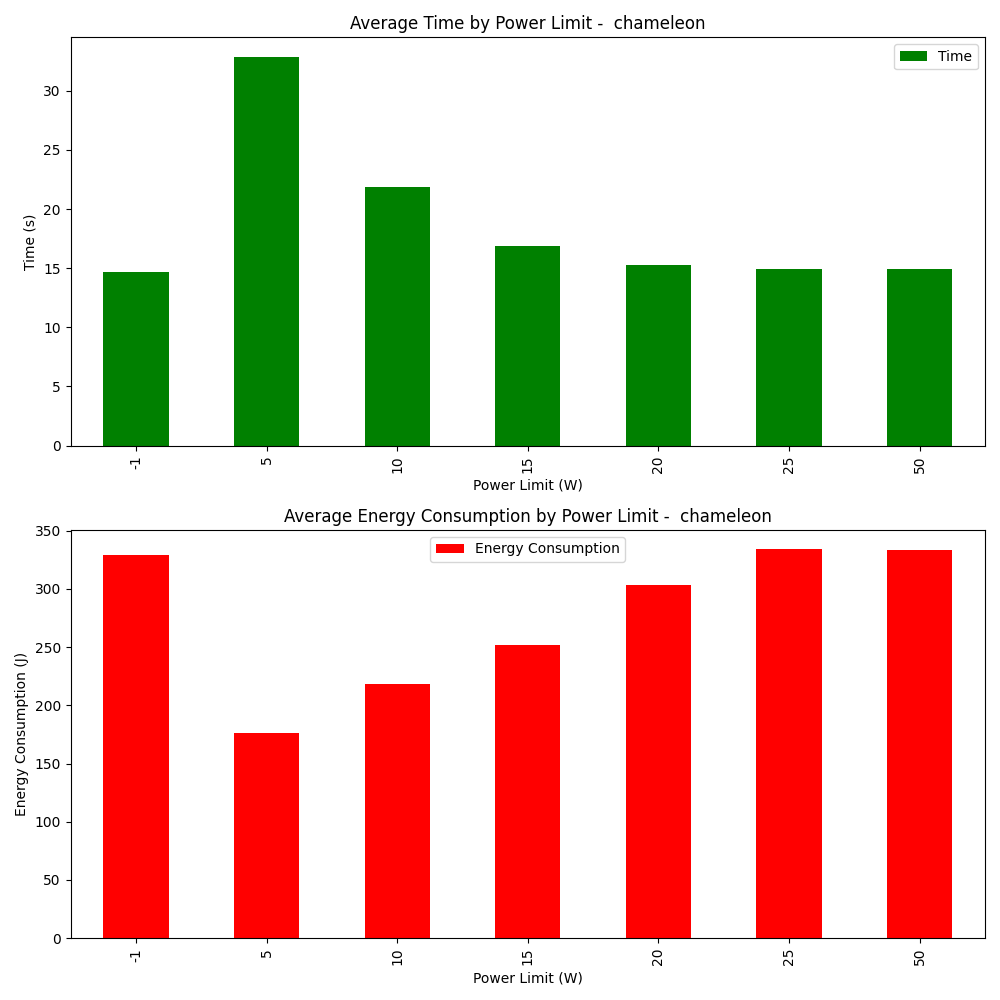 Average Time by Power Limit -  chameleon
Time
Time (s)
30
25
20
15
10
5
0
-1 5 10 15 20 25 50
Power Limit (W)
Average Energy Consumption by Power Limit -  chameleon
Energy Consumption
Energy Consumption (J)
350
300
250
200
150
100
50
0
-1 5 10 15 20 25 50
Power Limit (W)